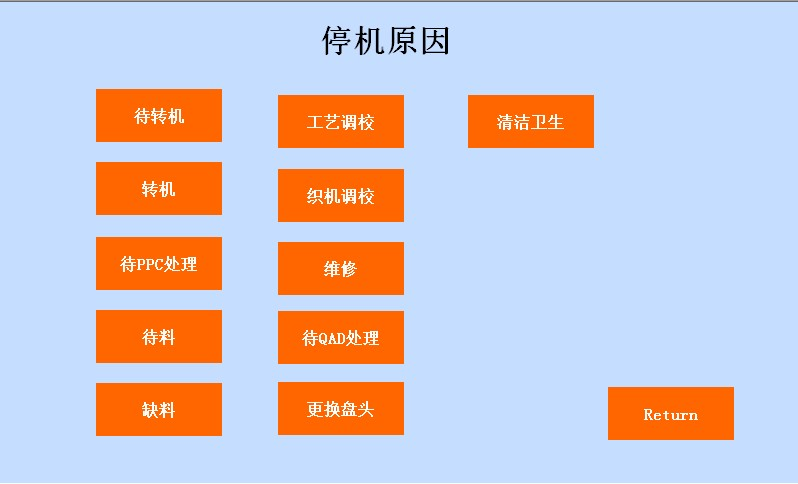 停机原因
待转机
工艺调校
清洁卫生
转机
织机调校
待PPC处理
维修
待料
待QAD处理
缺料
更换盘头
Return